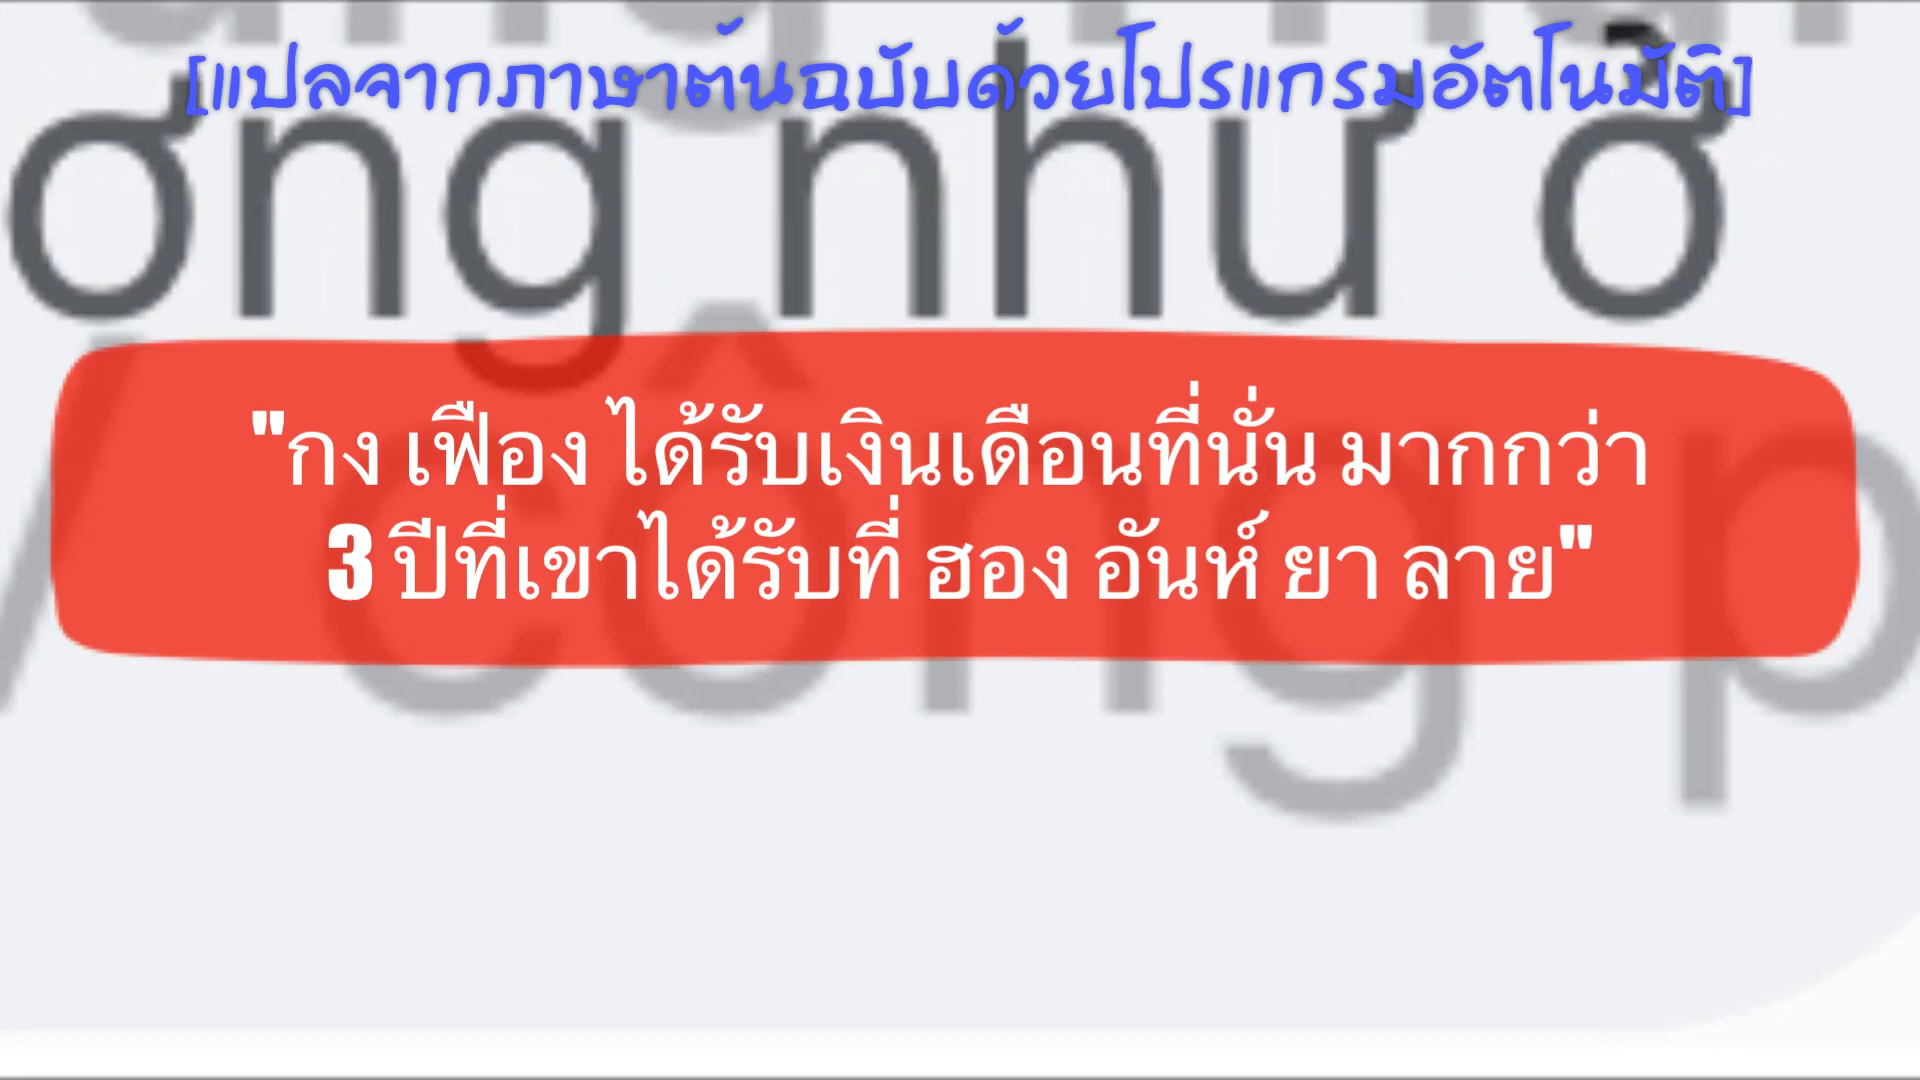 [แปลจากภาษาต้นฉบับด้วยโปรแกรมอัตโนมัติ]
ơng như ở
"กง เฟือง ได้รับเงินเดือนที่นั่น มากกว่า
3 ปีที่เขาได้รับที่ ฮอง อันห์ ยา ลาย"
công p